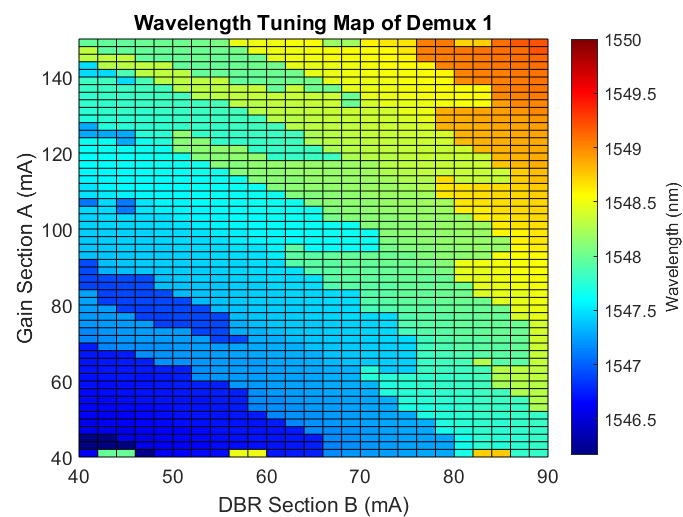 Wavelength Tuning Map of Demux 1
Gain Section A (mA)
140
120
100
80
60
40
40 50 60 70 80 90
DBR Section B (mA)
1550
1549.5
1549
1548.5
1548
1547.5
1547
1546.5
Wavelength (nm)